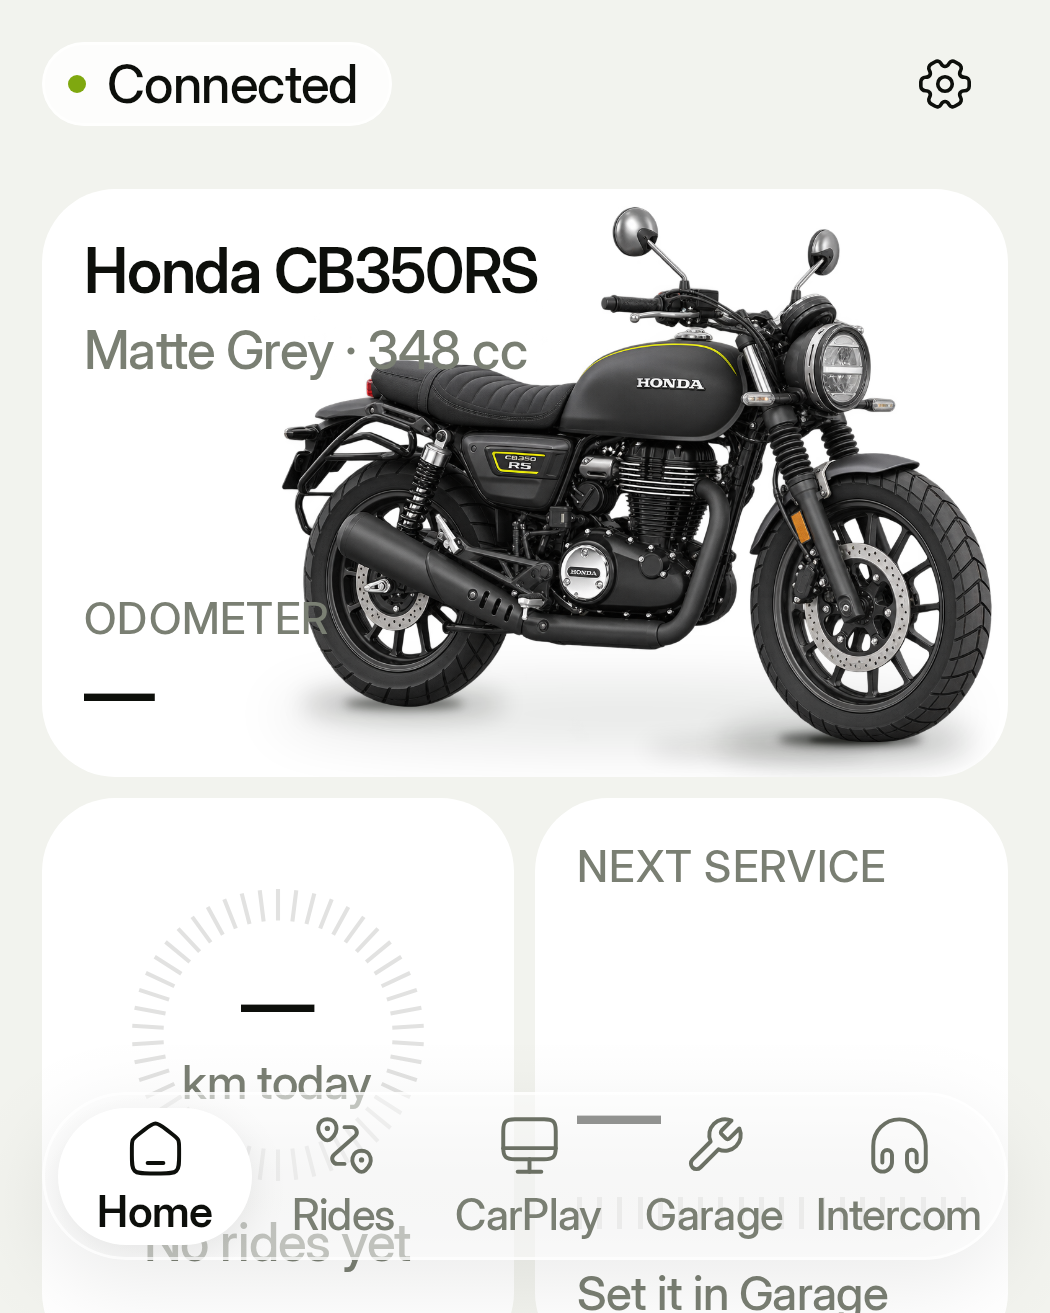 Connected
Honda CB350RS
Matte Grey · 348 cc
HONDA
CB350
RS
HONDA
ODOMETER
—
NEXT SERVICE
—
km today
—
No rides yet
Set it in Garage
Home
Rides
CarPlay
Garage
Intercom